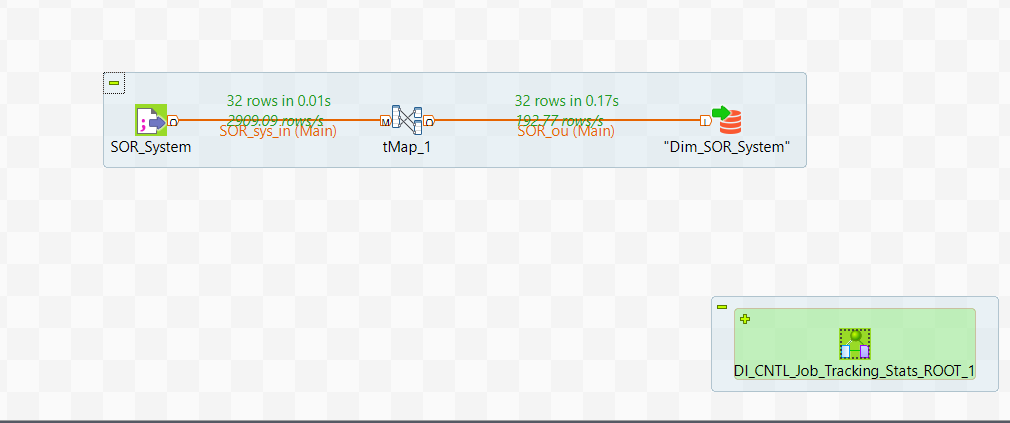 32 rows in 0.01s
2909.09 rows/s
SOR_sys_in (Main)
SOR_System
tMap_1
32 rows in 0.17s
192.77 rows/s
SOR_ou (Main)
"Dim_SOR_System"
DI_CNTL_Job_Tracking_Stats_ROOT_1